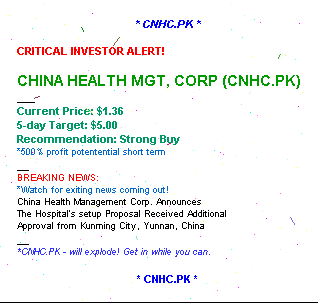 * CNHC.PK *
CRITICAL INVESTOR ALERT!
CHINA HEALTH MGT, CORP (CNHC.PK)
Current Price: $1.36
5-day Target: $5.00
Recommendation: Strong Buy
*500% profit potentential short term
BREAKING NEWS:
*Watch for exiting news coming out!
China Health Management Corp. Announces
The Hospital's setup Proposal Received Additional
Approval from Kunming City, Yunnan, China
*CNHC.PK - will explode! Get in while you can.
* CNHC.PK *